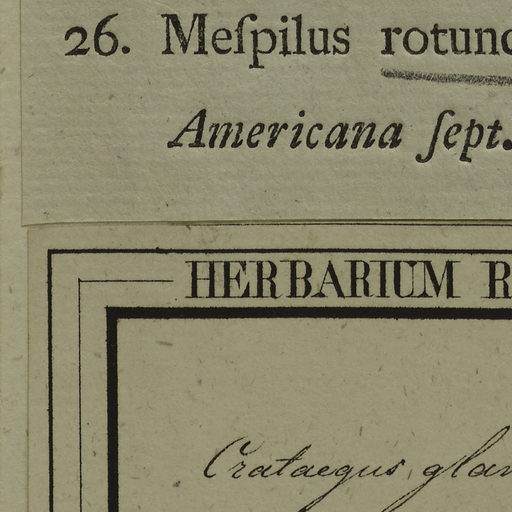 26. Meſpilus rotund
Americana ſept.
HERBARIUM R
Crataegus glan